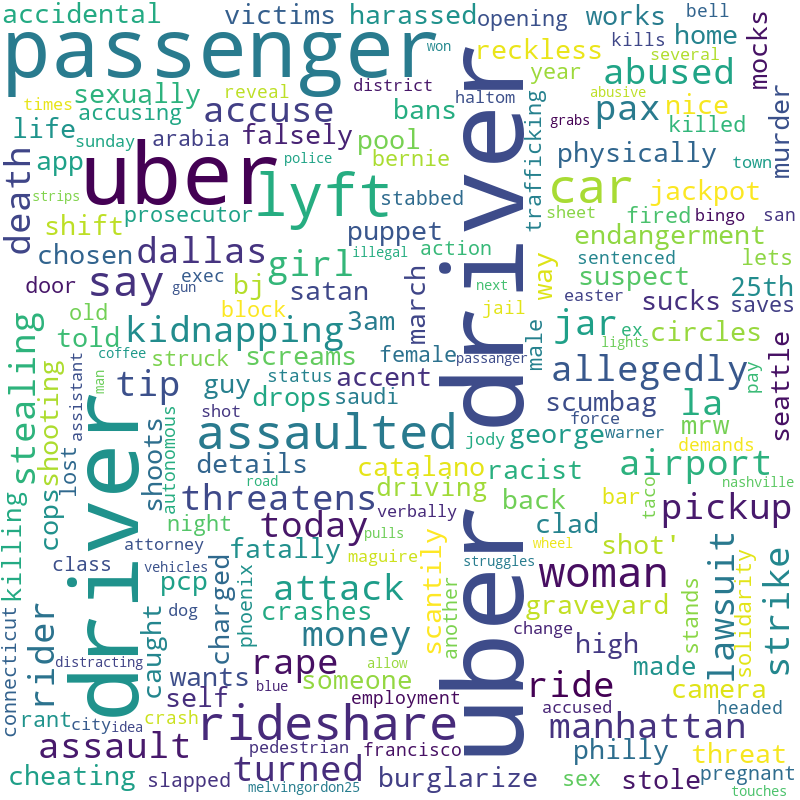 accidental
victims
harassed
opening
works
bell
passenger
won
kills
home
several
mocks
reckless
district
sexually
reveal
times
accusing
accuse
bans
haltom
year
abusive
abused
grabs
pax
nice
killed
murder
life
sunday
arabia
falsely
pool
bernie
trafficking
physically
town
death
app
uber
police
strips
lyft
stabbed
car
jackpot
prosecutor
puppet
sheet
fired
bingo
san
shift
chosen
dallas
girl
illegal
action
endangerment
sentenced
lets
door
say
exec
gun
bj
satan
march
next
way
suspect
25th
easter
sucks
saves
old
block
jail
told
kidnapping
3am
uber driver
male
jar
ex
circles
lights
coffee
struck
screams
female
passanger
seattle
stealing
shooting
man
tip
guy
status
accent
allegedly
pay
assistant
drops
saudi
scumbag
la
shot
force
mrw
driver
autonomous
shoots
assaulted
jody
george
warner
demands
cops
lost
details
catalano
racist
airport
road
driving
nashville
killing
threatens
verbally
back
bar
taco
pickup
night
today
pulls
clad
shot'
attorney
class
vehicles
fatally
maguire
scantily
wheel
struggles
woman
lawsuit
strike
pcp
charged
phoenix
attack
another
graveyard
solidarity
stands
dog
crashes
connecticut
rider
caught
money
change
high
distracting
rape
allow
made
wants
someone
ride
camera
self
blue
employment
accused
headed
rant
city
idea
crash
rideshare
manhattan
assault
pedestrian
francisco
philly
threat
cheating
slapped
turned
burglarize
sex
stole
pregnant
melvingordon25
touches